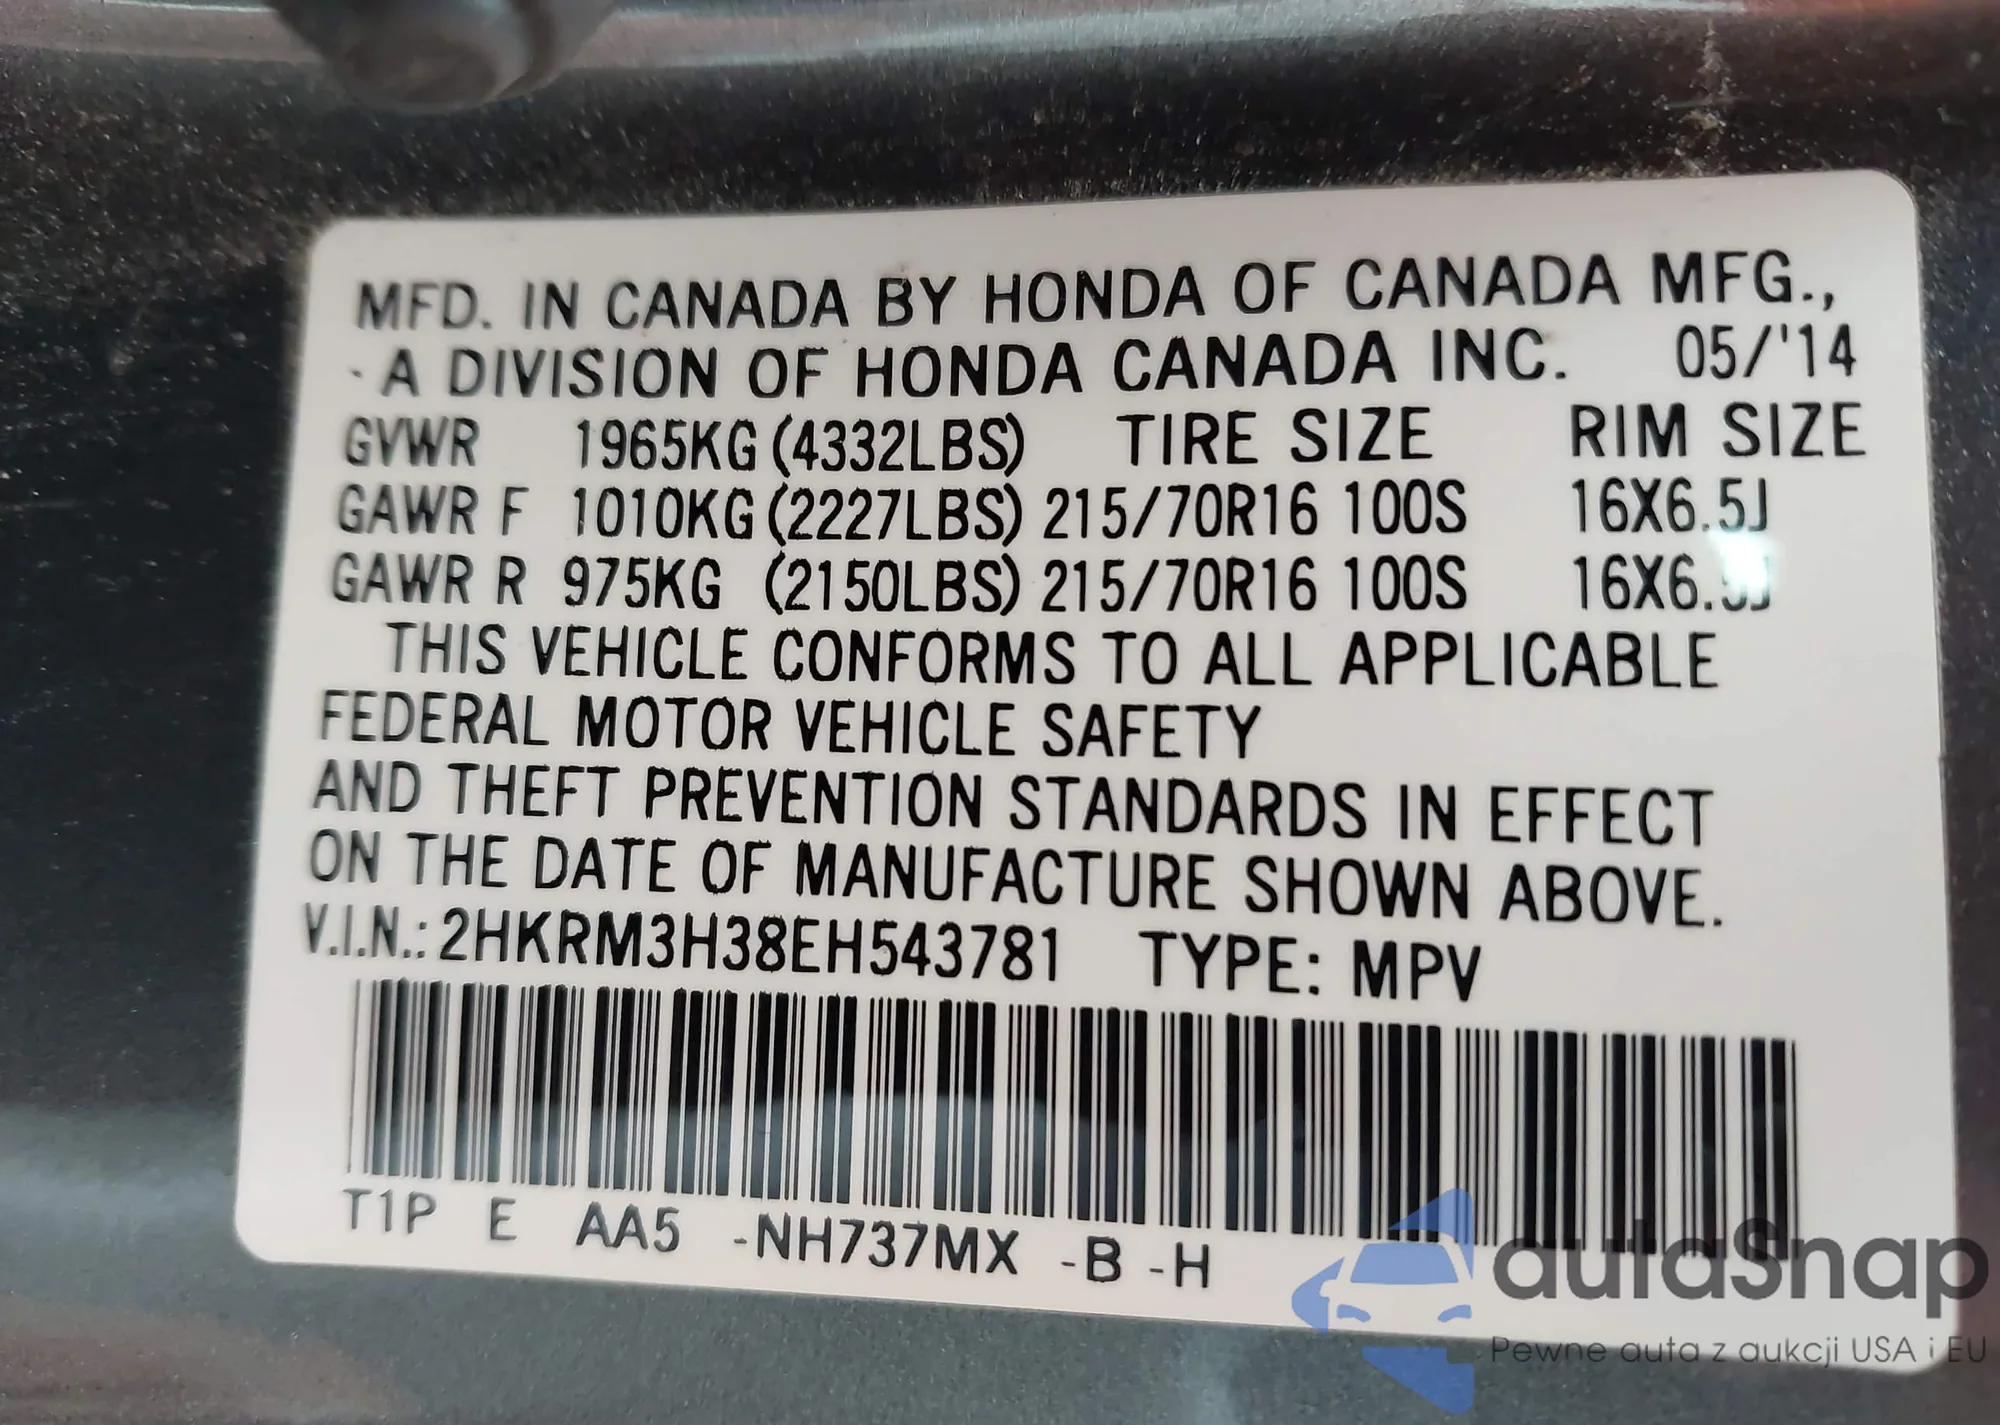 MFD. IN CANADA BY HONDA OF CANADA MFG.,
A DIVISION OF HONDA CANADA INC. 05/'14
GVWR 1965KG (4332LBS) TIRE SIZE RIM SIZE
GAWR F 1010KG (2227LBS) 215/70R16 100S 16X6.5J
GAWR R 975KG (2150LBS) 215/70R16 100S 16X6.5J
THIS VEHICLE CONFORMS TO ALL APPLICABLE
FEDERAL MOTOR VEHICLE SAFETY
AND THEFT PREVENTION STANDARDS IN EFFECT
ON THE DATE OF MANUFACTURE SHOWN ABOVE.
V.I.N.: 2HKRM3H38EH543781 TYPE: MPV
T1P E AA5 -NH737MX -B -H
autaSnap
Pewne auta z aukcji USA i EU